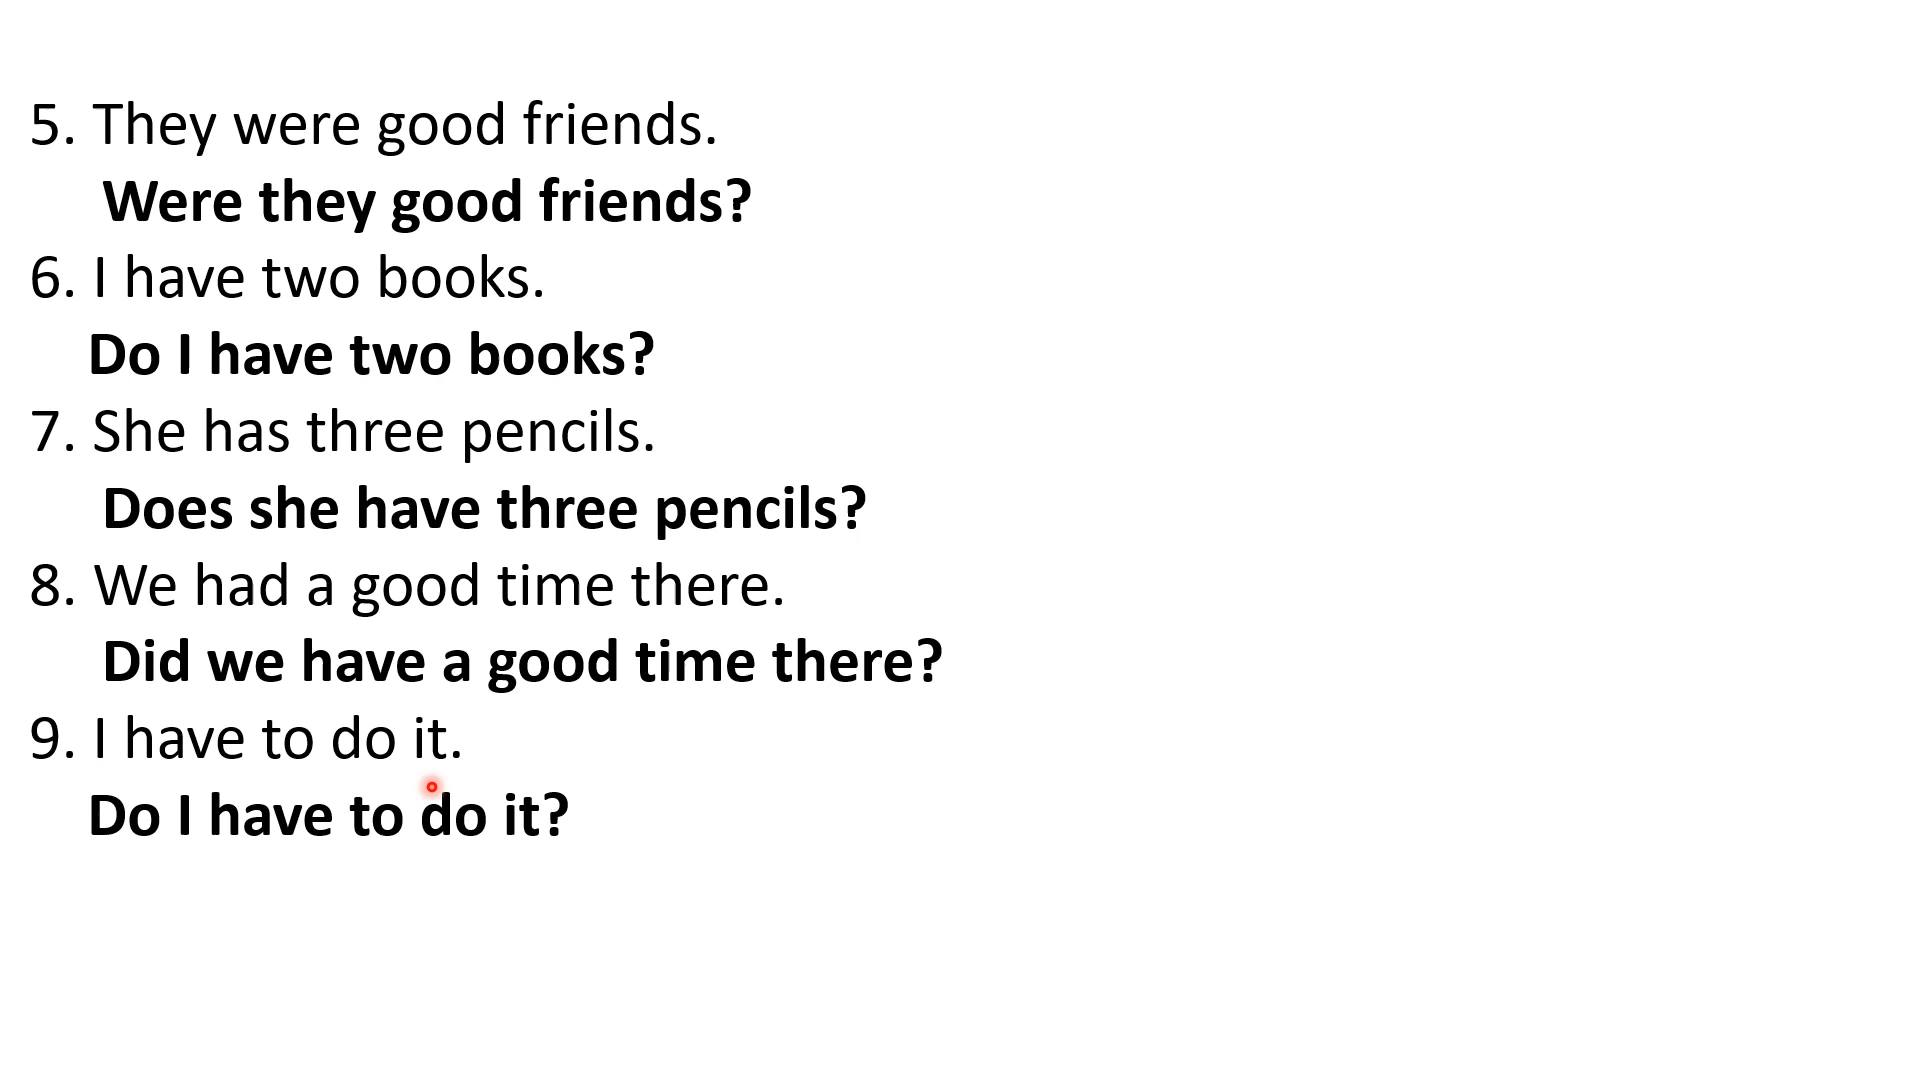 5. They were good friends.
Were they good friends?
6. I have two books.
Do I have two books?
7. She has three pencils.
Does she have three pencils?
8. We had a good time there.
Did we have a good time there?
9. I have to do it.
Do I have to do it?